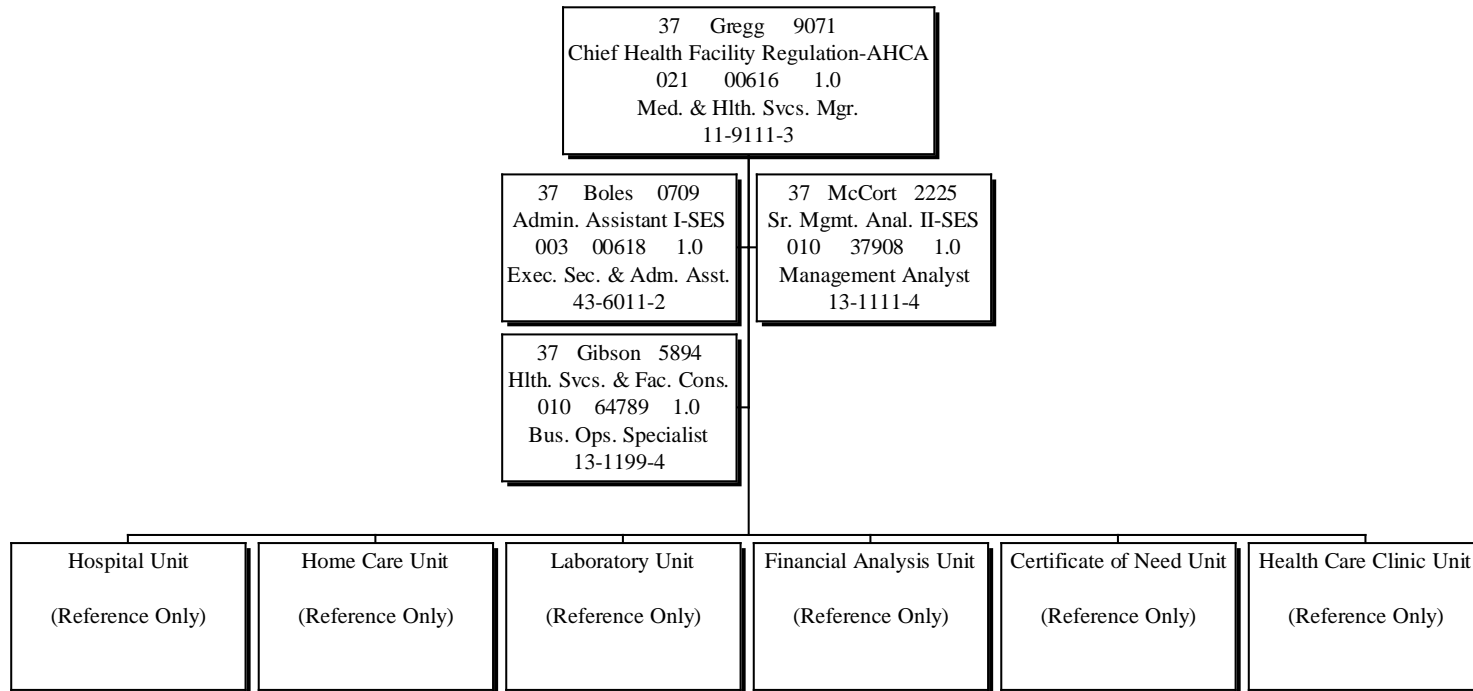 37 Gregg 9071
Chief Health Facility Regulation-AHCA
021 00616 1.0
Med. & Hlth. Svcs. Mgr.
11-9111-3
37 Boles 0709
Admin. Assistant I-SES
003 00618 1.0
Exec. Sec. & Adm. Asst.
43-6011-2
37 McCort 2225
Sr. Mgmt. Anal. II-SES
010 37908 1.0
Management Analyst
13-1111-4
37 Gibson 5894
Hlth. Svcs. & Fac. Cons.
010 64789 1.0
Bus. Ops. Specialist
13-1199-4
Hospital Unit
(Reference Only)
Home Care Unit
(Reference Only)
Laboratory Unit
(Reference Only)
Financial Analysis Unit
(Reference Only)
Certificate of Need Unit
(Reference Only)
Health Care Clinic Unit
(Reference Only)